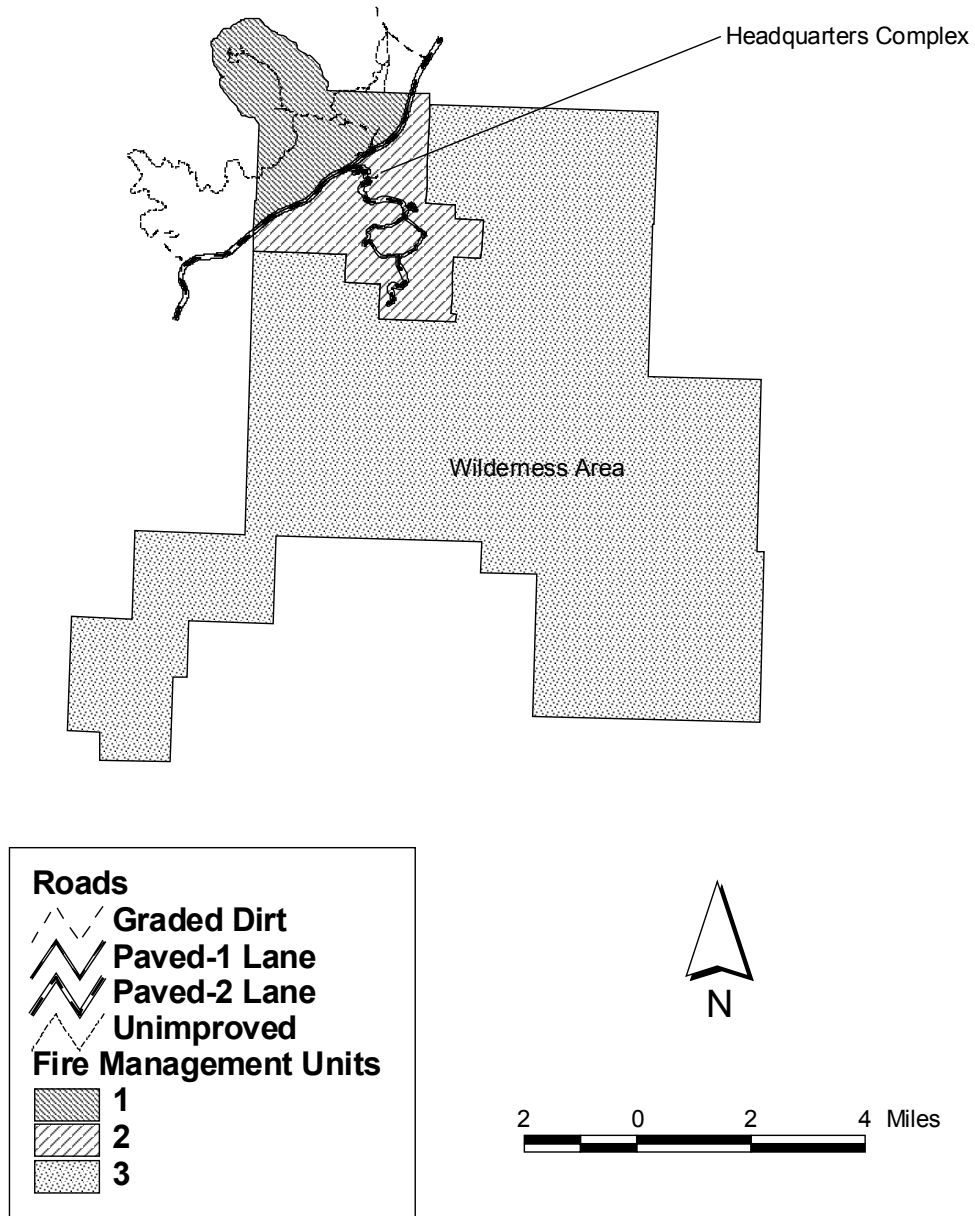 Headquarters Complex
Wilderness Area
Roads
Graded Dirt
Paved-1 Lane
Paved-2 Lane
Unimproved
Fire Management Units
1
2
3
N
2 0 2 4 Miles